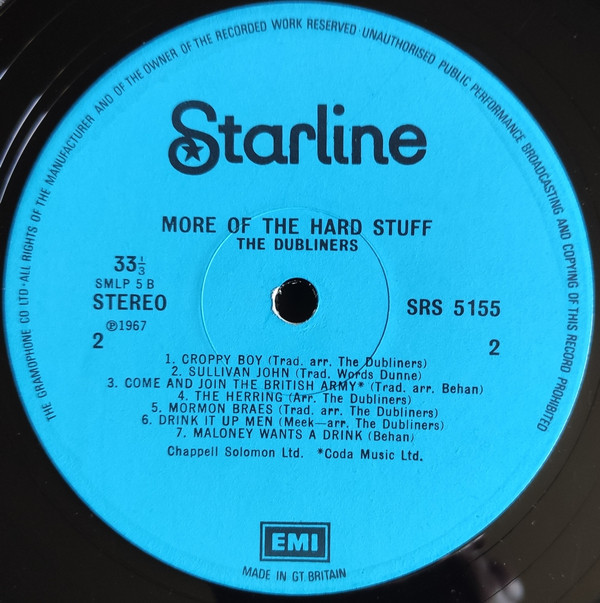 THE GRAMOPHONE CO LTD·ALL RIGHTS OF THE MANUFACTURER AND OF THE OWNER OF THE RECORDED WORK RESERVED·UNAUTHORISED PUBLIC PERFORMANCE BROADCASTING AND COPYING OF THIS RECORD PROHIBITED
Starline
MORE OF THE HARD STUFF
THE DUBLINERS
33⅓
SMLP 5 B
STEREO
SRS 5155
℗1967
2
2
1. CROPPY BOY (Trad. arr. The Dubliners)
2. SULLIVAN JOHN (Trad. Words Dunne)
3. COME AND JOIN THE BRITISH ARMY* (Trad. arr. Behan)
4. THE HERRING (Arr. The Dubliners)
5. MORMON BRAES (Trad. arr. The Dubliners)
6. DRINK IT UP MEN (Meek—arr. The Dubliners)
7. MALONEY WANTS A DRINK (Behan)
Chappell Solomon Ltd. *Coda Music Ltd.
EMI
MADE IN GT. BRITAIN